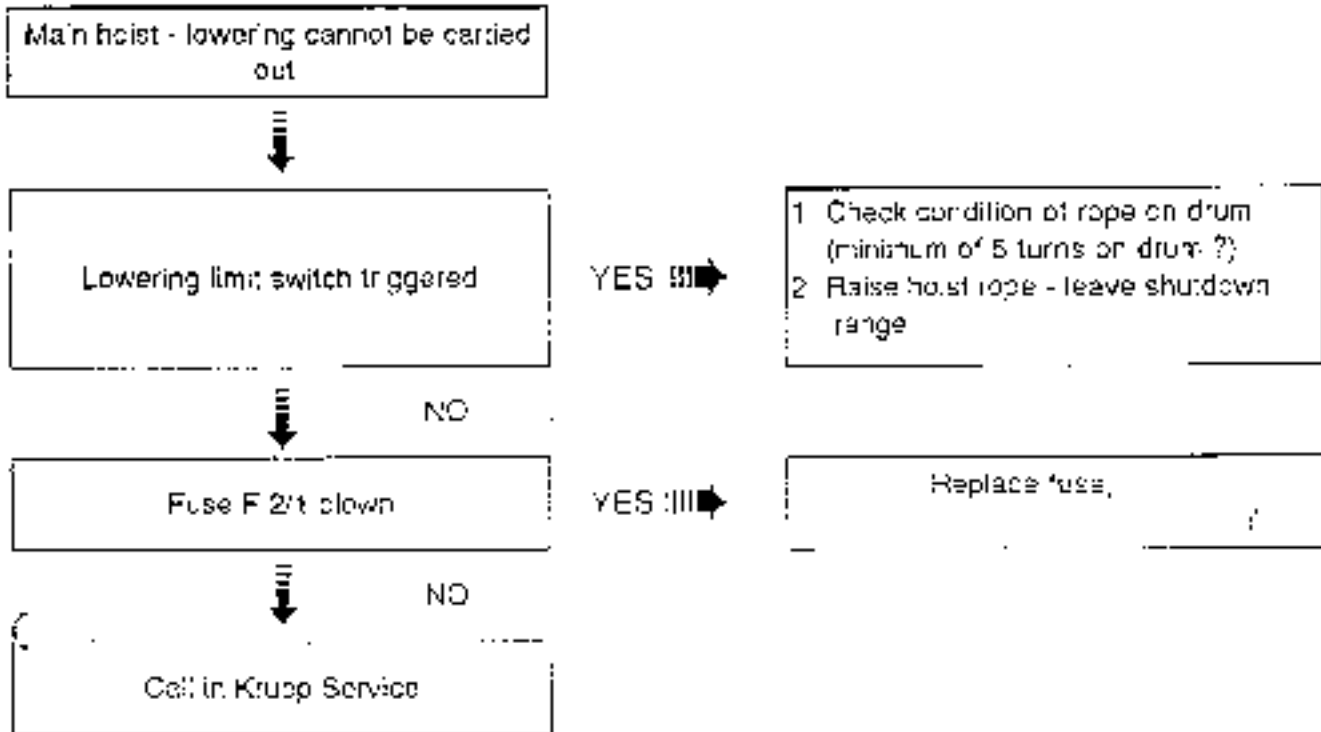 Main hoist - lowering cannot be carried
out
Lowering limit switch triggered
YES
1 Check condition of rope on drum
(minimum of 5 turns on drum ?)
2 Raise hoist rope - leave shutdown
range
NO
Fuse F 2/1 blown
YES
Replace fuse,
NO
Call in Krupp Service